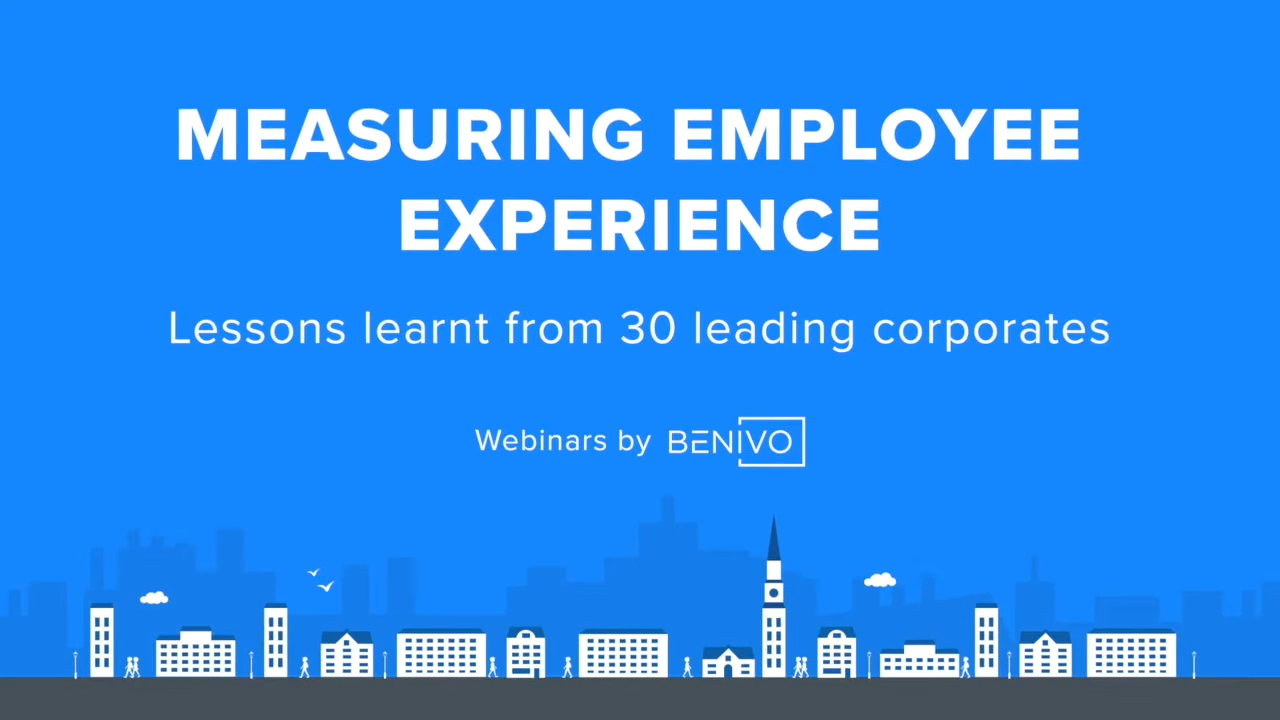 MEASURING EMPLOYEE
EXPERIENCE
Lessons learnt from 30 leading corporates
Webinars by BENIVO